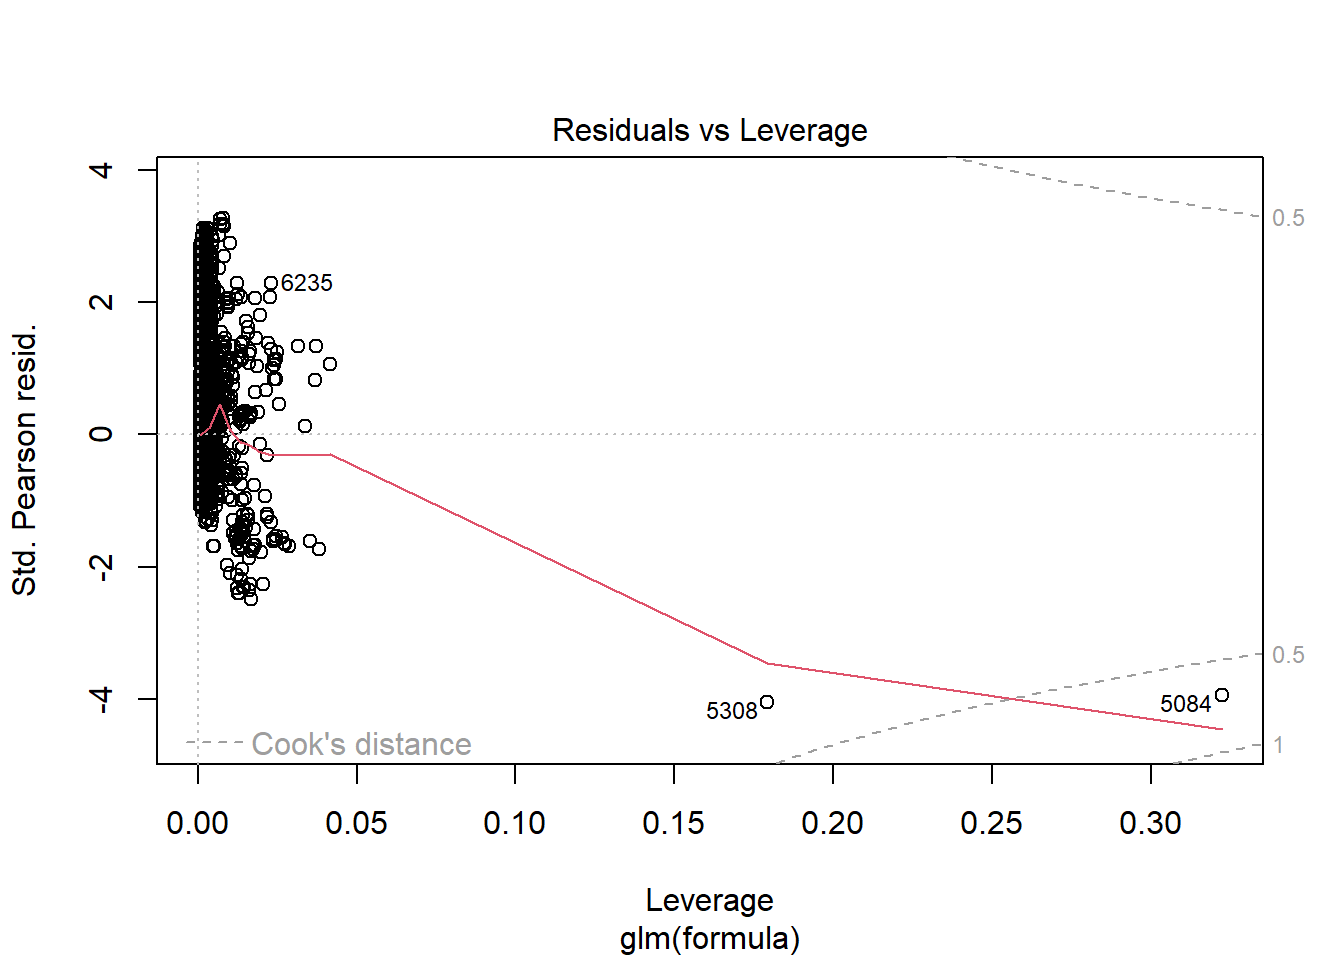 Residuals vs Leverage
4
2
0
-2
-4
Std. Pearson resid.
0.5
0.5
1
6235
5308
5084
Cook's distance
0.00 0.05 0.10 0.15 0.20 0.25 0.30
Leverage
glm(formula)